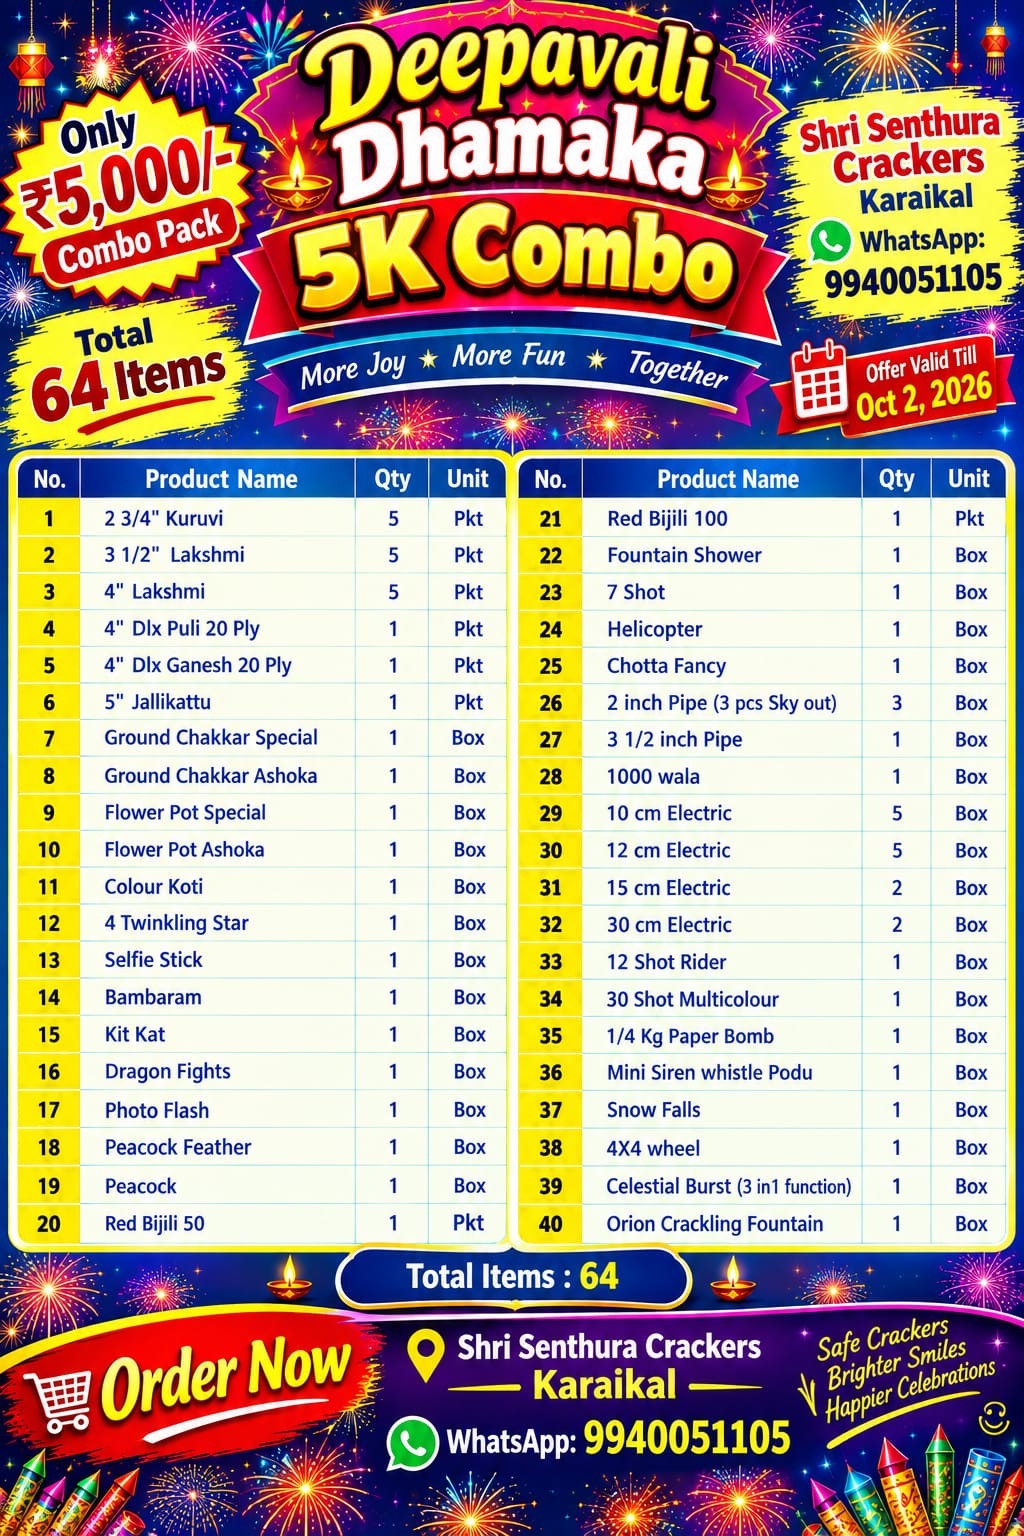 Deepavali
Dhamaka
5K Combo
More Joy ★ More Fun ★ Together
Only
₹5,000/-
Combo Pack
Total
64 Items
Shri Senthura
Crackers
Karaikal
WhatsApp:
9940051105
Offer Valid Till
Oct 2, 2026
No. Product Name Qty Unit
1 2 3/4" Kuruvi 5 Pkt
2 3 1/2" Lakshmi 5 Pkt
3 4" Lakshmi 5 Pkt
4 4" Dlx Puli 20 Ply 1 Pkt
5 4" Dlx Ganesh 20 Ply 1 Pkt
6 5" Jallikattu 1 Pkt
7 Ground Chakkar Special 1 Box
8 Ground Chakkar Ashoka 1 Box
9 Flower Pot Special 1 Box
10 Flower Pot Ashoka 1 Box
11 Colour Koti 1 Box
12 4 Twinkling Star 1 Box
13 Selfie Stick 1 Box
14 Bambaram 1 Box
15 Kit Kat 1 Box
16 Dragon Fights 1 Box
17 Photo Flash 1 Box
18 Peacock Feather 1 Box
19 Peacock 1 Box
20 Red Bijili 50 1 Pkt
No. Product Name Qty Unit
21 Red Bijili 100 1 Pkt
22 Fountain Shower 1 Box
23 7 Shot 1 Box
24 Helicopter 1 Box
25 Chotta Fancy 1 Box
26 2 inch Pipe (3 pcs Sky out) 3 Box
27 3 1/2 inch Pipe 1 Box
28 1000 wala 1 Box
29 10 cm Electric 5 Box
30 12 cm Electric 5 Box
31 15 cm Electric 2 Box
32 30 cm Electric 2 Box
33 12 Shot Rider 1 Box
34 30 Shot Multicolour 1 Box
35 1/4 Kg Paper Bomb 1 Box
36 Mini Siren whistle Podu 1 Box
37 Snow Falls 1 Box
38 4X4 wheel 1 Box
39 Celestial Burst (3 in1 function) 1 Box
40 Orion Crackling Fountain 1 Box
Total Items : 64
Order Now
Shri Senthura Crackers
Karaikal
WhatsApp: 9940051105
Safe Crackers
Brighter Smiles
Happier Celebrations